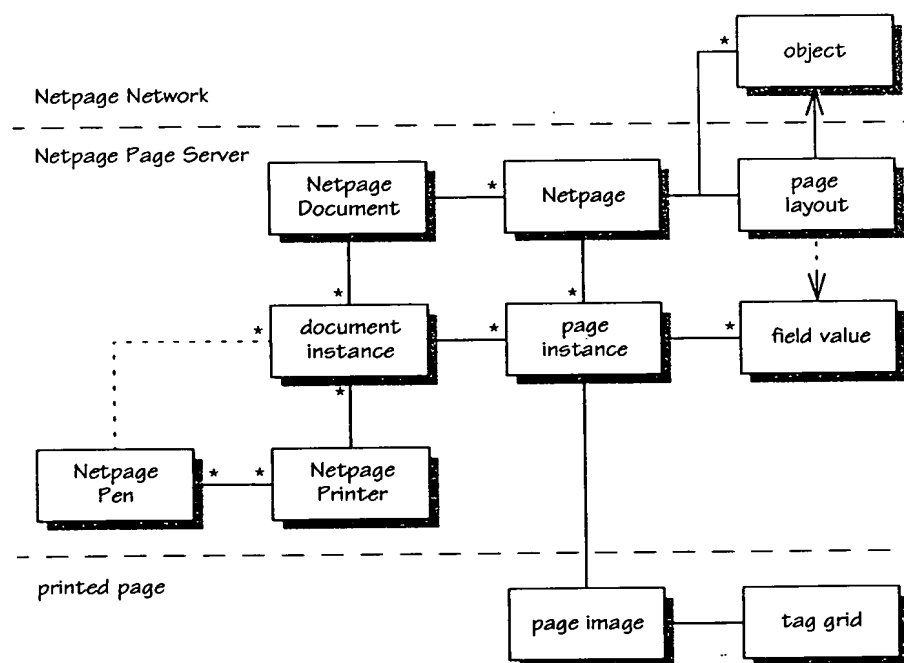 *
object
Netpage Network
Netpage Page Server
Netpage
Document
*
Netpage
page
layout
*
*
*
document
instance
*
page
instance
*
field value
*
Netpage
Pen
*
*
Netpage
Printer
printed page
page image
tag grid